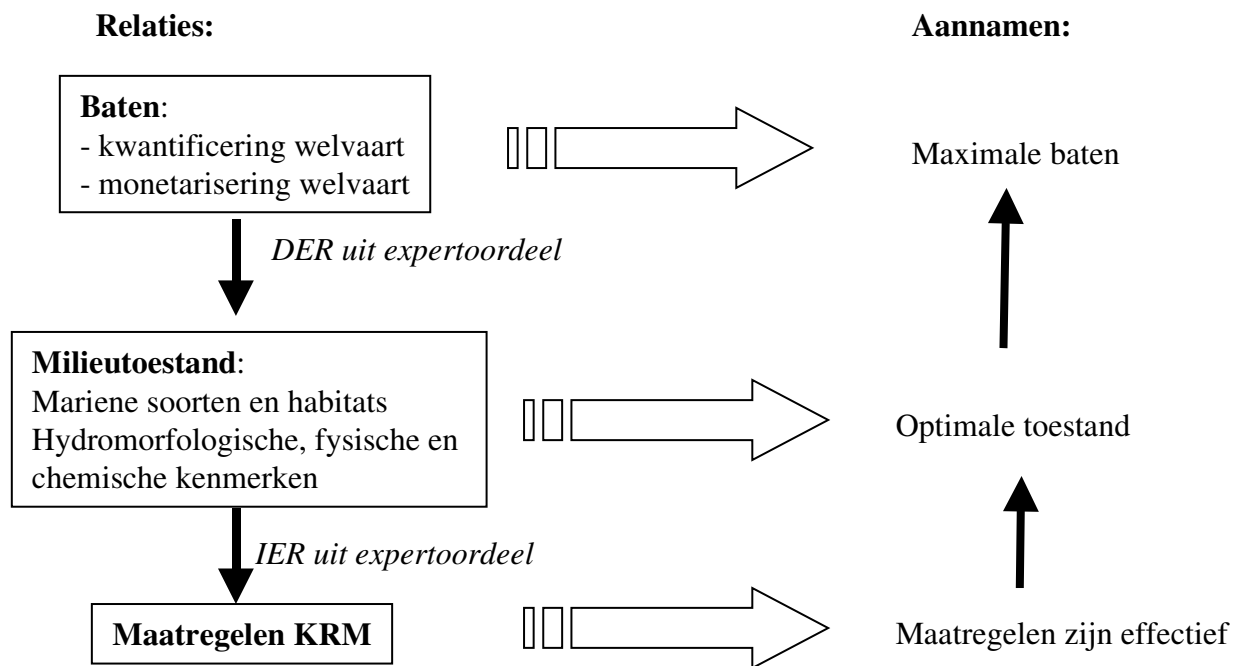 Relaties:
Aannamen:
Baten:
- kwantificering welvaart
- monetarisering welvaart
Maximale baten
DER uit expertoordeel
Milieutoestand:
Mariene soorten en habitats
Hydromorfologische, fysische en
chemische kenmerken
Optimale toestand
IER uit expertoordeel
Maatregelen KRM
Maatregelen zijn effectief